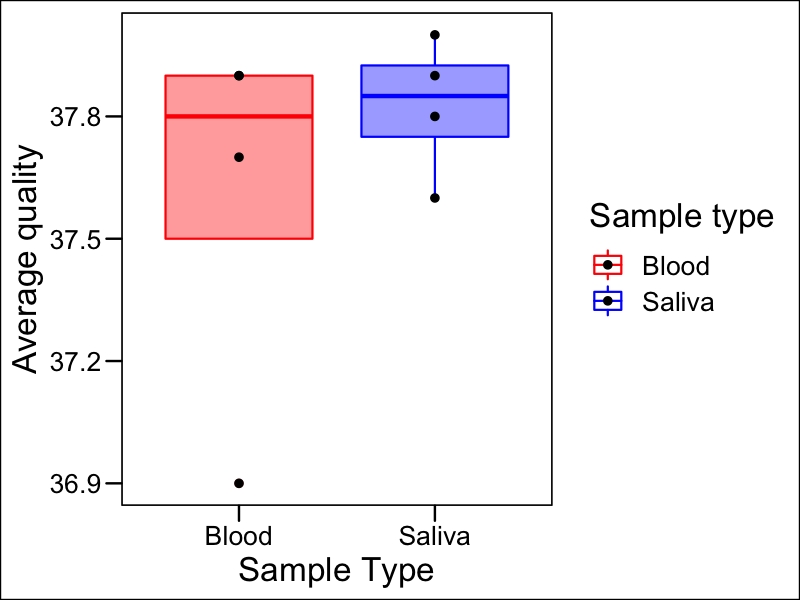 Average quality
37.8
37.5
37.2
36.9
Blood
Saliva
Sample Type
Sample type
Blood
Saliva